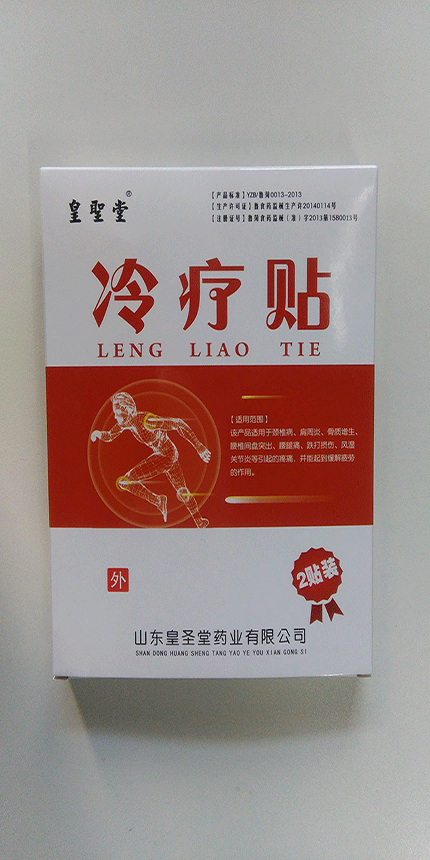 皇聖堂®
【产品标准】YZB/鲁菏0013-2013
【生产许可证】鲁食药监械生产许20140114号
【注册证号】鲁菏食药监械（准）字2013第1580013号
冷疗贴
LENG LIAO TIE
【适用范围】
该产品适用于颈椎病、肩周炎、骨质增生、
腰椎间盘突出、腰腿痛、跌打损伤、风湿
关节炎等引起的疼痛，并能起到缓解疲劳
的作用。
2贴装
外
山东皇圣堂药业有限公司
SHAN DONG HUANG SHENG TANG YAO YE YOU XIAN GONG SI